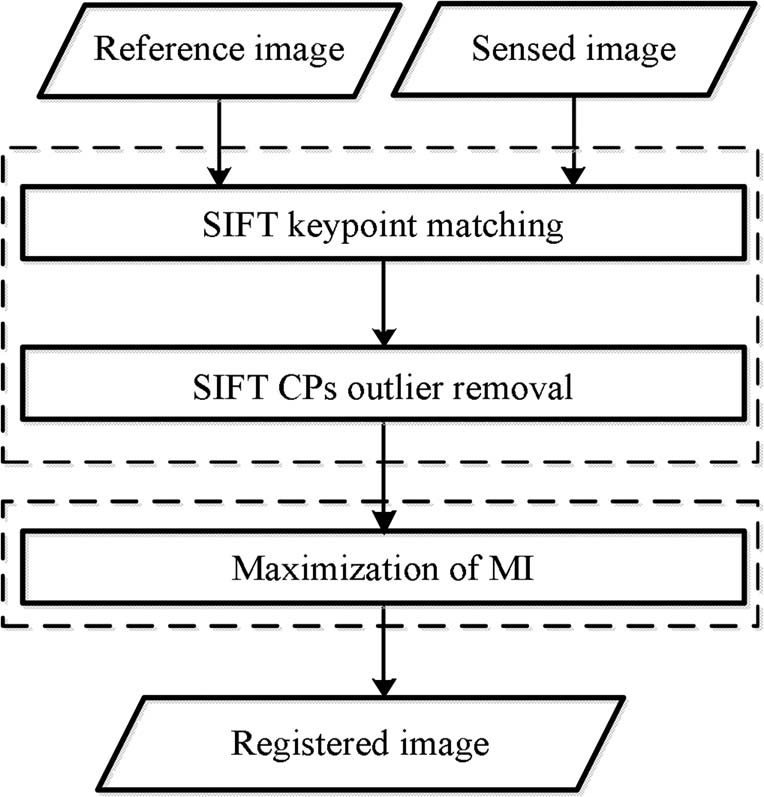 Reference image
Sensed image
SIFT keypoint matching
SIFT CPs outlier removal
Maximization of MI
Registered image